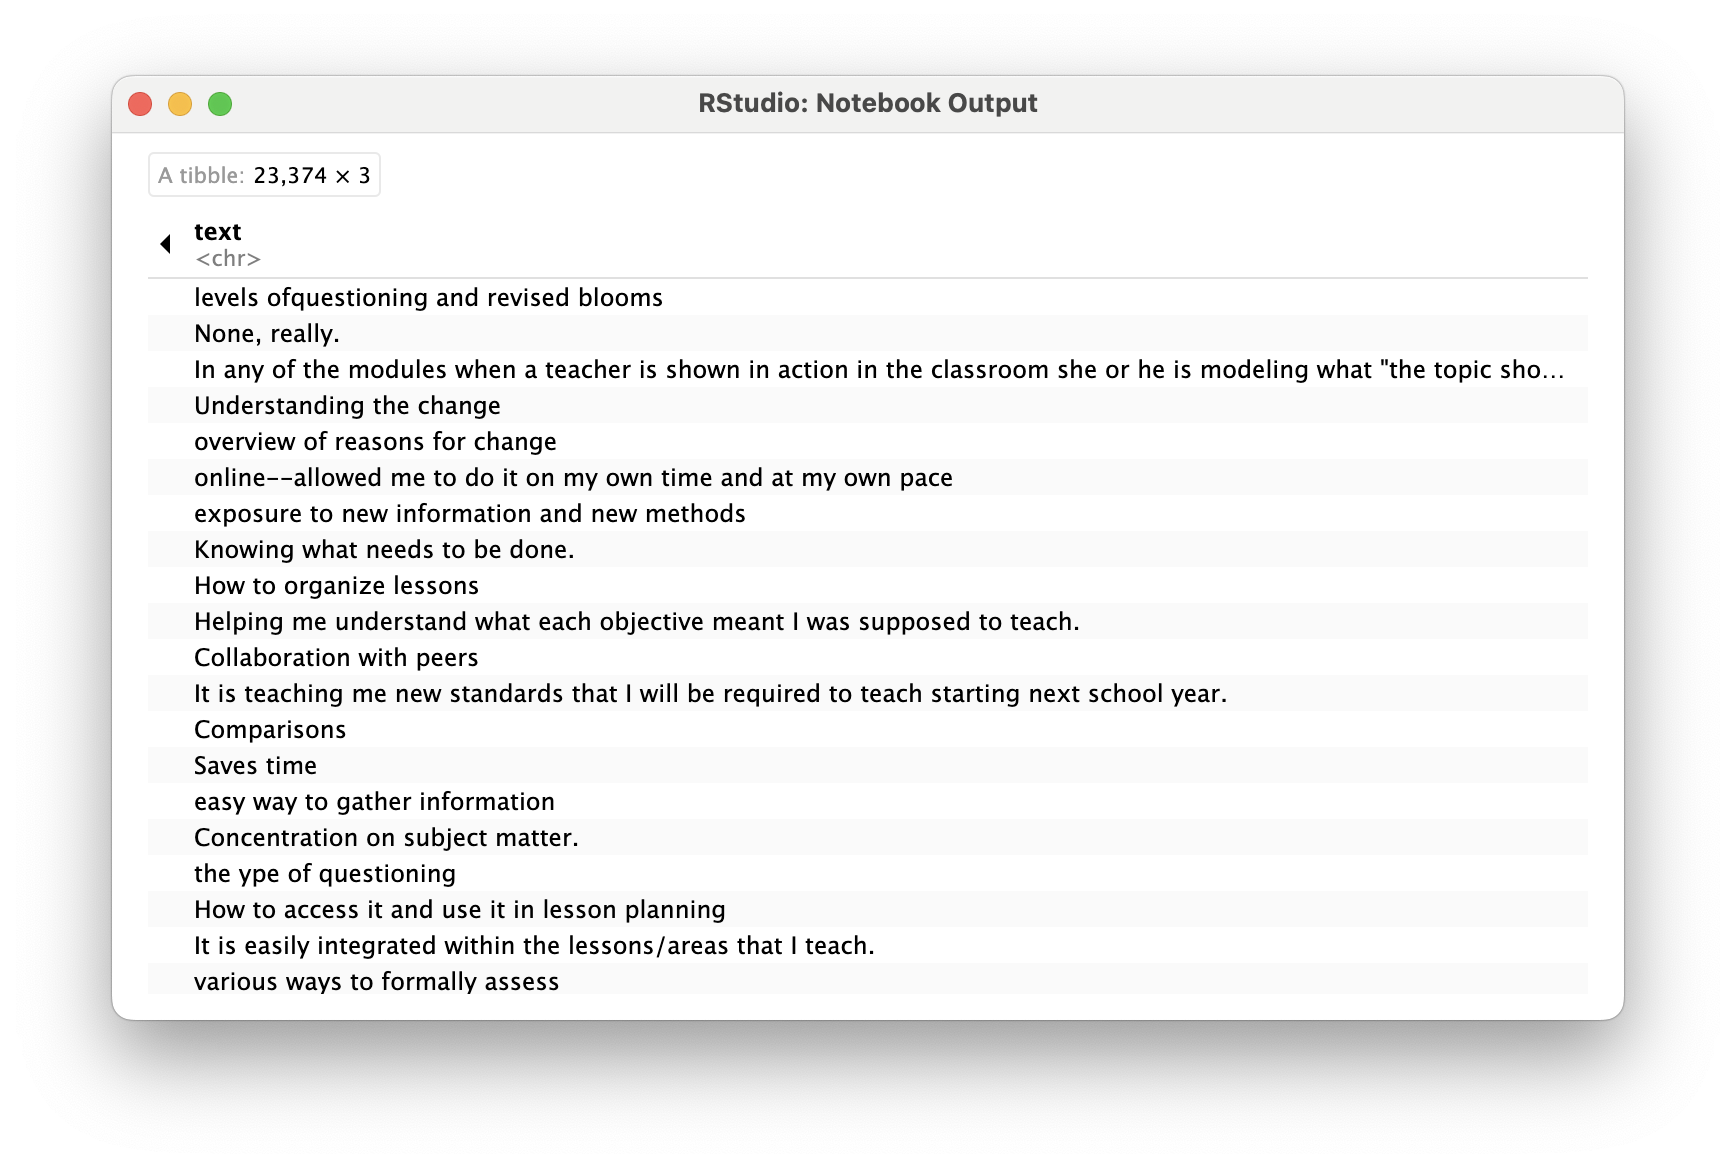 RStudio: Notebook Output
A tibble: 23,374 × 3
text
<chr>
levels ofquestioning and revised blooms
None, really.
In any of the modules when a teacher is shown in action in the classroom she or he is modeling what "the topic sho...
Understanding the change
overview of reasons for change
online--allowed me to do it on my own time and at my own pace
exposure to new information and new methods
Knowing what needs to be done.
How to organize lessons
Helping me understand what each objective meant I was supposed to teach.
Collaboration with peers
It is teaching me new standards that I will be required to teach starting next school year.
Comparisons
Saves time
easy way to gather information
Concentration on subject matter.
the ype of questioning
How to access it and use it in lesson planning
It is easily integrated within the lessons/areas that I teach.
various ways to formally assess